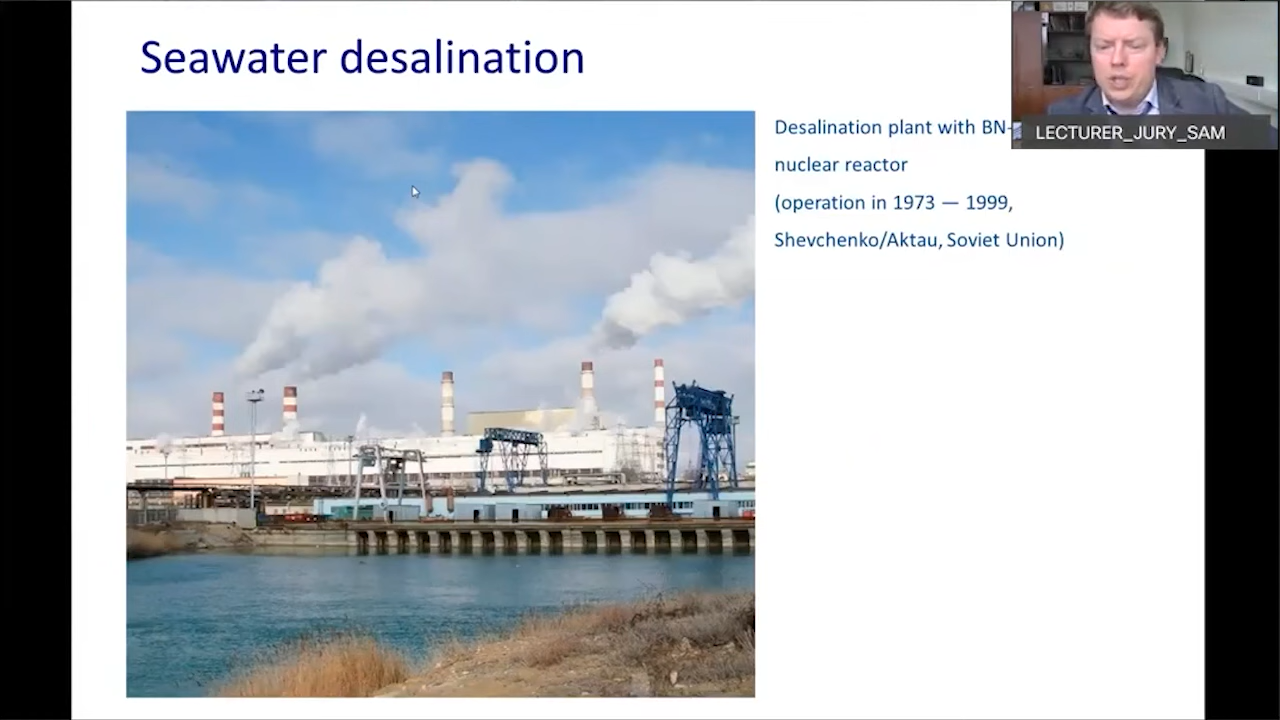 Seawater desalination
Desalination plant with BN-
nuclear reactor
(operation in 1973 — 1999,
Shevchenko/Aktau, Soviet Union)
LECTURER_JURY_SAM